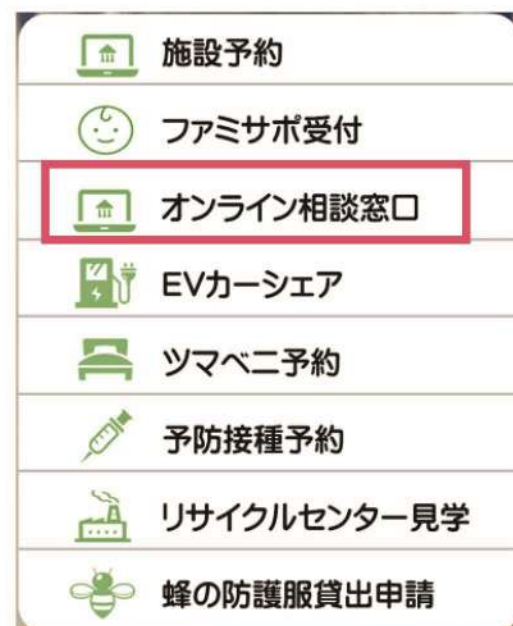 施設予約
ファミサポ受付
オンライン相談窓口
EVカーシェア
ツマベニ予約
予防接種予約
リサイクルセンター見学
蜂の防護服貸出申請